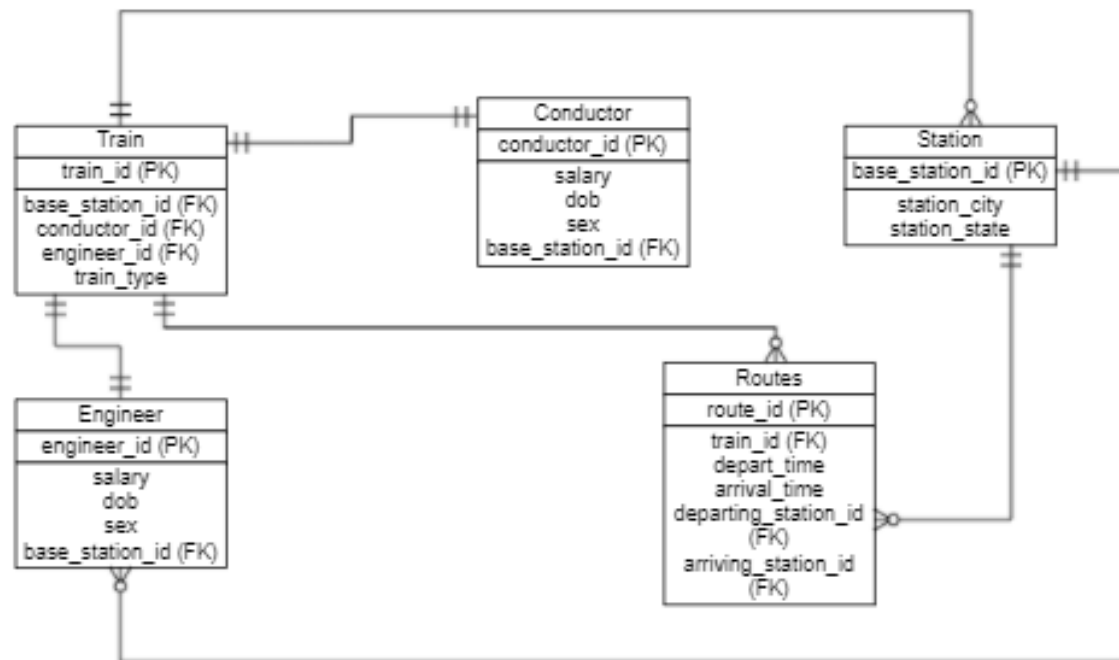 Train
train_id (PK)
base_station_id (FK)
conductor_id (FK)
engineer_id (FK)
train_type
Conductor
conductor_id (PK)
salary
dob
sex
base_station_id (FK)
Station
base_station_id (PK)
station_city
station_state
Engineer
engineer_id (PK)
salary
dob
sex
base_station_id (FK)
Routes
route_id (PK)
train_id (FK)
depart_time
arrival_time
departing_station_id
(FK)
arriving_station_id
(FK)